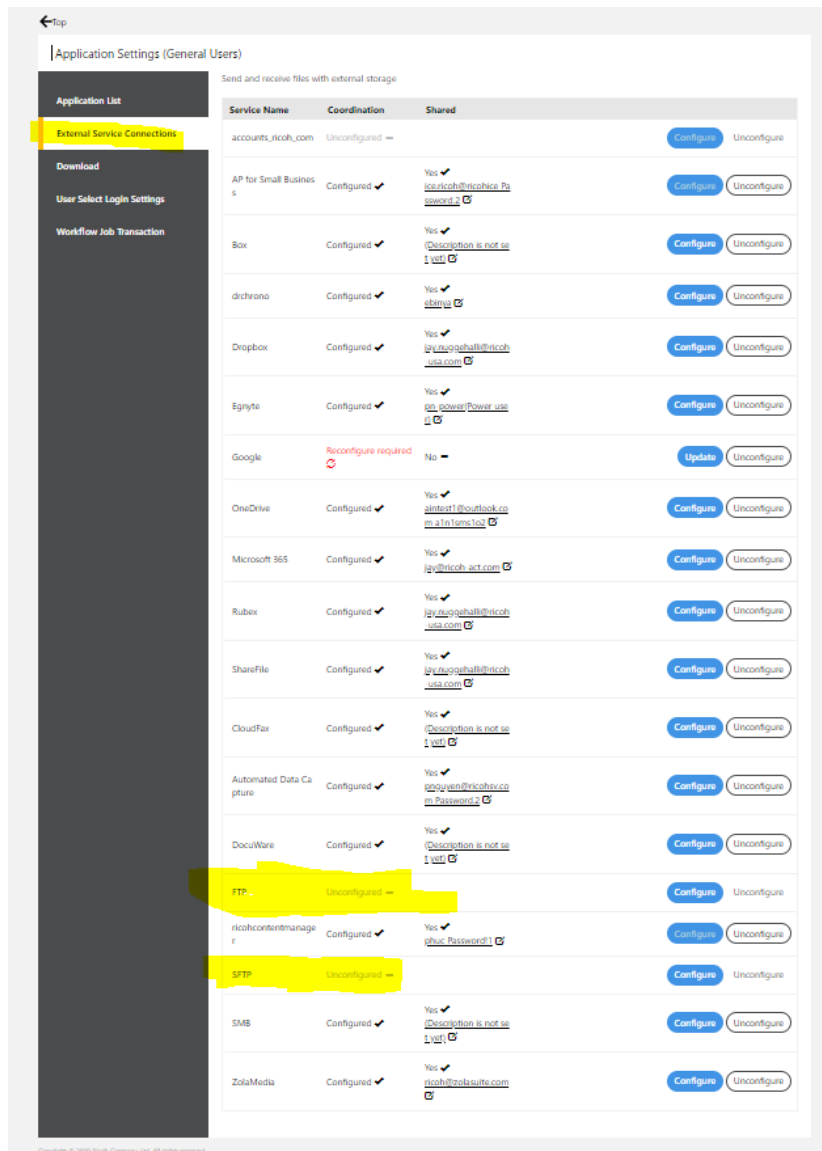 Top
Application Settings (General Users)
Send and receive files with external storage
Application List
External Service Connections
Download
User Select Login Settings
Workflow Job Transaction
Service Name Coordination Shared
accounts_ricoh_com Unconfigured Configure Unconfigure
AP for Small Busines
s
Configured
Yes
ice.ricoh@ricohice Pa
ssword.2
Configure Unconfigure
Box Configured
Yes
(Description is not se
t yet)
Configure Unconfigure
drchrono Configured
Yes
ebinya
Configure Unconfigure
Dropbox Configured
Yes
jay.nuggehalli@ricoh
-usa.com
Configure Unconfigure
Egnyte Configured
Yes
pn-power(Power use
r)
Configure Unconfigure
Google
Reconfigure required
No
Update Unconfigure
OneDrive Configured
Yes
aintest1@outlook.co
m a1n1sms1o2
Configure Unconfigure
Microsoft 365 Configured
Yes
jay@ricoh-act.com
Configure Unconfigure
Rubex Configured
Yes
jay.nuggehalli@ricoh
-usa.com
Configure Unconfigure
ShareFile Configured
Yes
jay.nuggehalli@ricoh
-usa.com
Configure Unconfigure
CloudFax Configured
Yes
(Description is not se
t yet)
Configure Unconfigure
Automated Data Ca
pture
Configured
Yes
pnguyen@ricohsv.co
m Password.2
Configure Unconfigure
DocuWare Configured
Yes
(Description is not se
t yet)
Configure Unconfigure
FTP Unconfigured Configure Unconfigure
ricohcontentmanage
r
Configured
Yes
phuc Password!1
Configure Unconfigure
SFTP Unconfigured Configure Unconfigure
SMB Configured
Yes
(Description is not se
t yet)
Configure Unconfigure
ZolaMedia Configured
Yes
ricoh@zolasuite.com
Configure Unconfigure